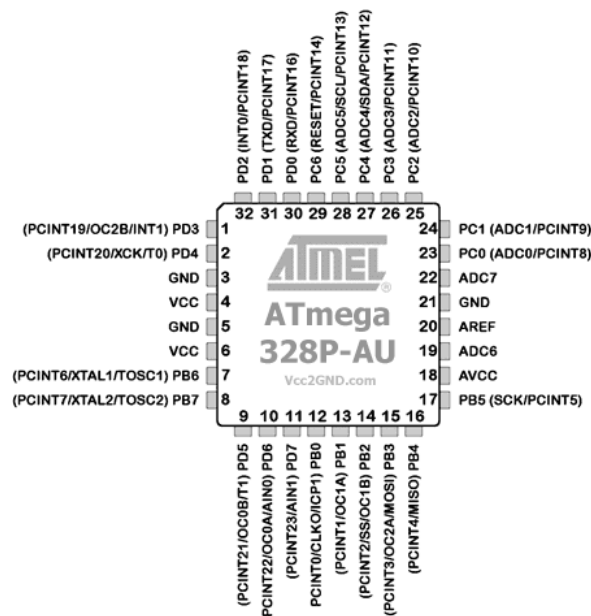 PD2 (INT0/PCINT18)
PD1 (TXD/PCINT17)
PD0 (RXD/PCINT16)
PC6 (RESET/PCINT14)
PC5 (ADC5/SCL/PCINT13)
PC4 (ADC4/SDA/PCINT12)
PC3 (ADC3/PCINT11)
PC2 (ADC2/PCINT10)
32 31 30 29 28 27 26 25
(PCINT19/OC2B/INT1) PD3 1
(PCINT20/XCK/T0) PD4 2
GND 3
VCC 4
GND 5
VCC 6
(PCINT6/XTAL1/TOSC1) PB6 7
(PCINT7/XTAL2/TOSC2) PB7 8
ATMEL ®
ATmega
328P-AU
Vcc2GND.com
24 PC1 (ADC1/PCINT9)
23 PC0 (ADC0/PCINT8)
22 ADC7
21 GND
20 AREF
19 ADC6
18 AVCC
17 PB5 (SCK/PCINT5)
9 10 11 12 13 14 15 16
(PCINT21/OC0B/T1) PD5
PCINT22/OC0A/AIN0) PD6
(PCINT23/AIN1) PD7
PCINT0/CLKO/ICP1) PB0
(PCINT1/OC1A) PB1
(PCINT2/SS/OC1B) PB2
(PCINT3/OC2A/MOSI) PB3
(PCINT4/MISO) PB4